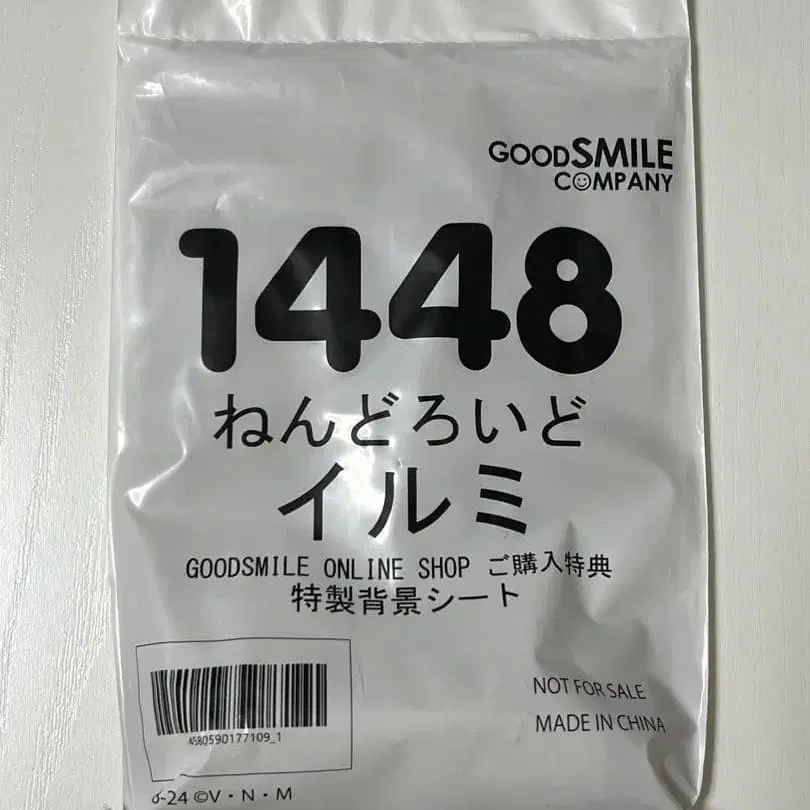 GOODSMILE
COMPANY
1448
ねんどろいど
イルミ
GOODSMILE ONLINE SHOP ご購入特典
特製背景シート
NOT FOR SALE
MADE IN CHINA
4580590177109_1
-24 ©V・N・M